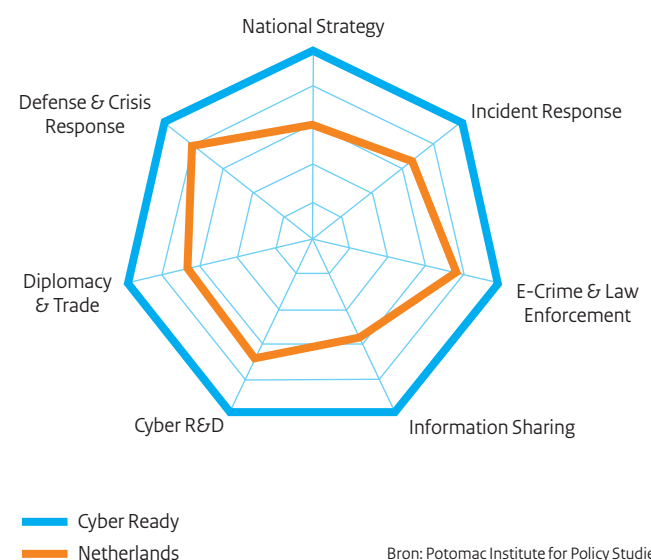 National Strategy
Defense & Crisis
Response
Incident Response
Diplomacy
& Trade
E-Crime & Law
Enforcement
Cyber R&D
Information Sharing
Cyber Ready
Netherlands
Bron: Potomac Institute for Policy Studie